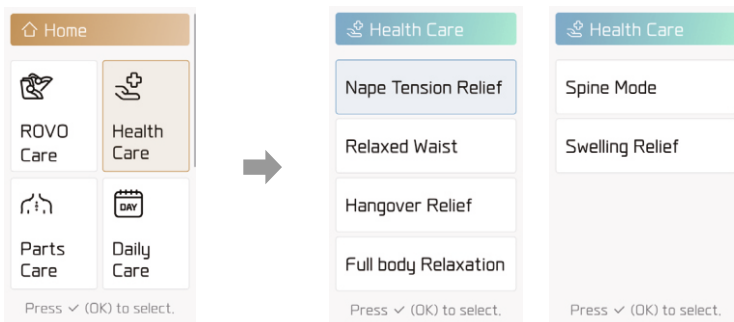 Home
ROVO
Care
Health
Care
DAY
Parts
Care
Daily
Care
Press ✓ (OK) to select.
Health Care
Nape Tension Relief
Relaxed Waist
Hangover Relief
Full body Relaxation
Press ✓ (OK) to select.
Health Care
Spine Mode
Swelling Relief
Press ✓ (OK) to select.